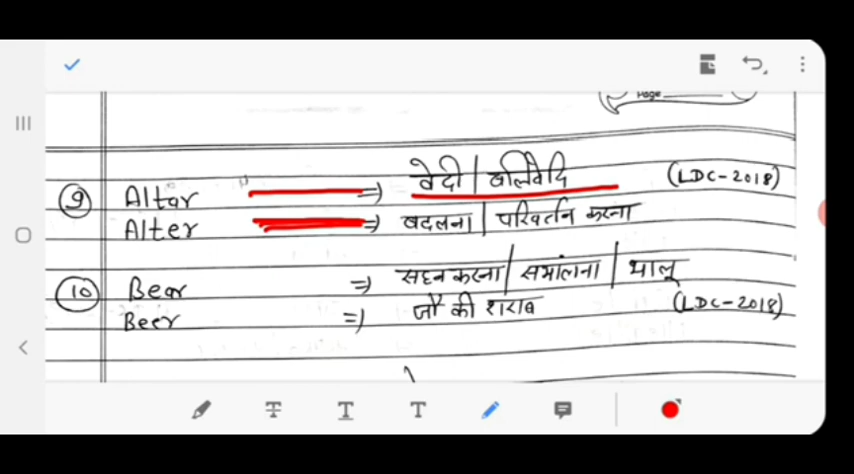 Page
9 Altar ⇒ वेदी | बलिवेदि (LDC-2018)
Alter ⇒ बदलना | परिवर्तन करना
10 Bear ⇒ सहन करना | सभांलना | भालू
Beer ⇒ जौ की शराब (LDC-2018)